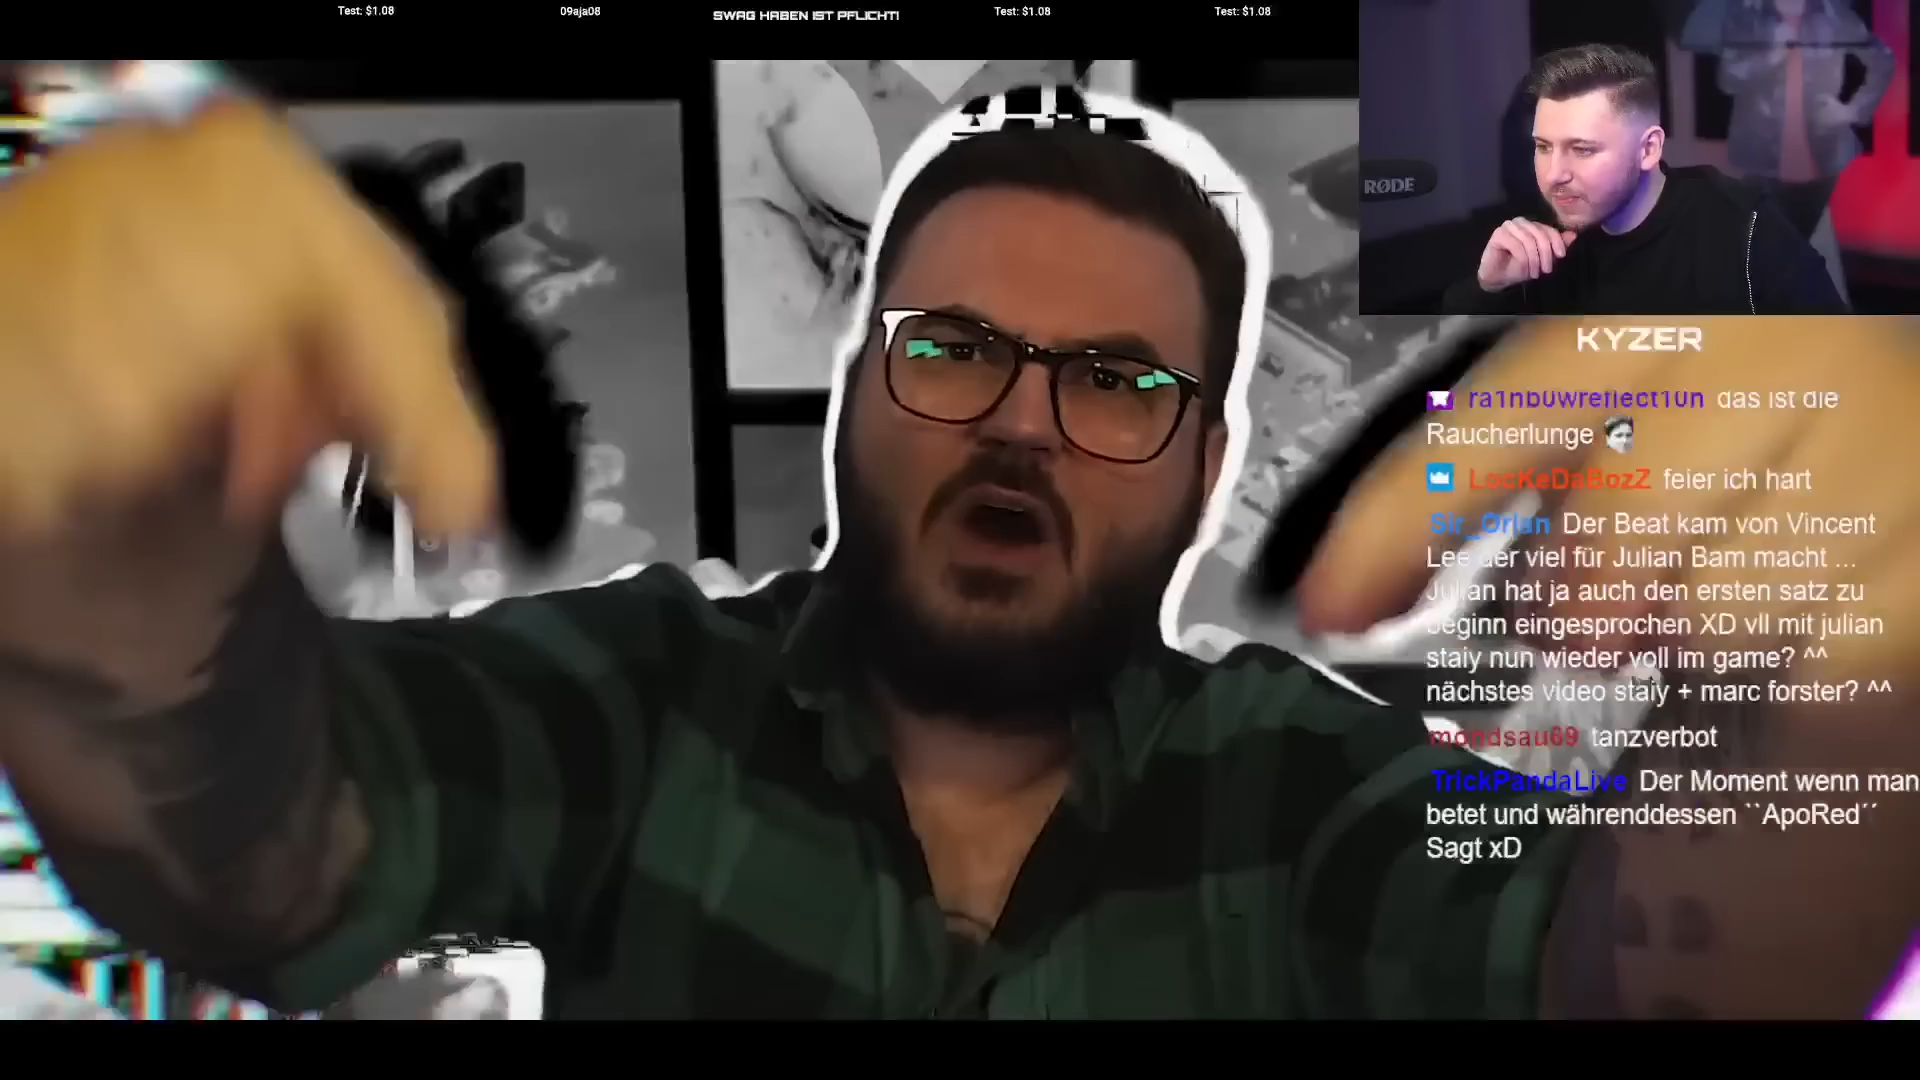 Test: $1.08
09aja08
SWAG HABEN IST PFLICHT!
Test: $1.08
Test: $1.08
RØDE
KYZER
ra1nb0wreflect10n das ist die
Raucherlunge
LocKeDaBozZ feier ich hart
Sir_Orlan Der Beat kam von Vincent
Lee der viel für Julian Bam macht ...
Julian hat ja auch den ersten satz zu
beginn eingesprochen XD vll mit julian
staiy nun wieder voll im game? ^^
nächstes video staiy + marc forster? ^^
mondsau69 tanzverbot
TrickPandaLive Der Moment wenn man
betet und währenddessen ``ApoRed´´
Sagt xD